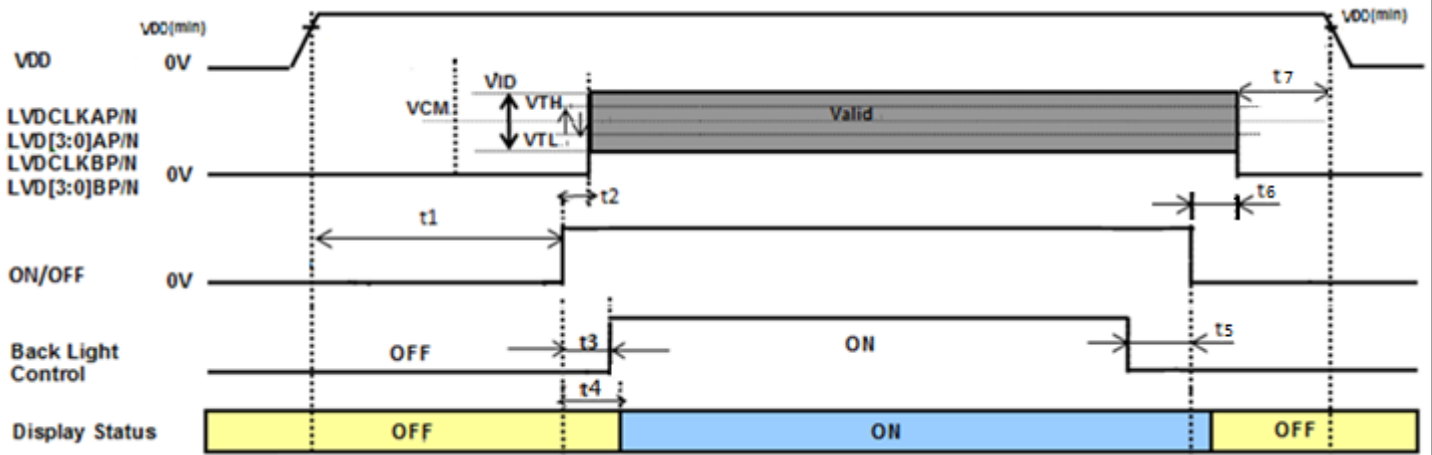 VDD(min)
VDD(min)
VDD
0V
t7
VID
VTH
VCM
VTL
Valid
LVDCLKAP/N
LVD[3:0]AP/N
LVDCLKBP/N
LVD[3:0]BP/N
0V
t2
t6
t1
ON/OFF
0V
t3
t5
Back Light
Control
OFF
ON
t4
Display Status
OFF
ON
OFF